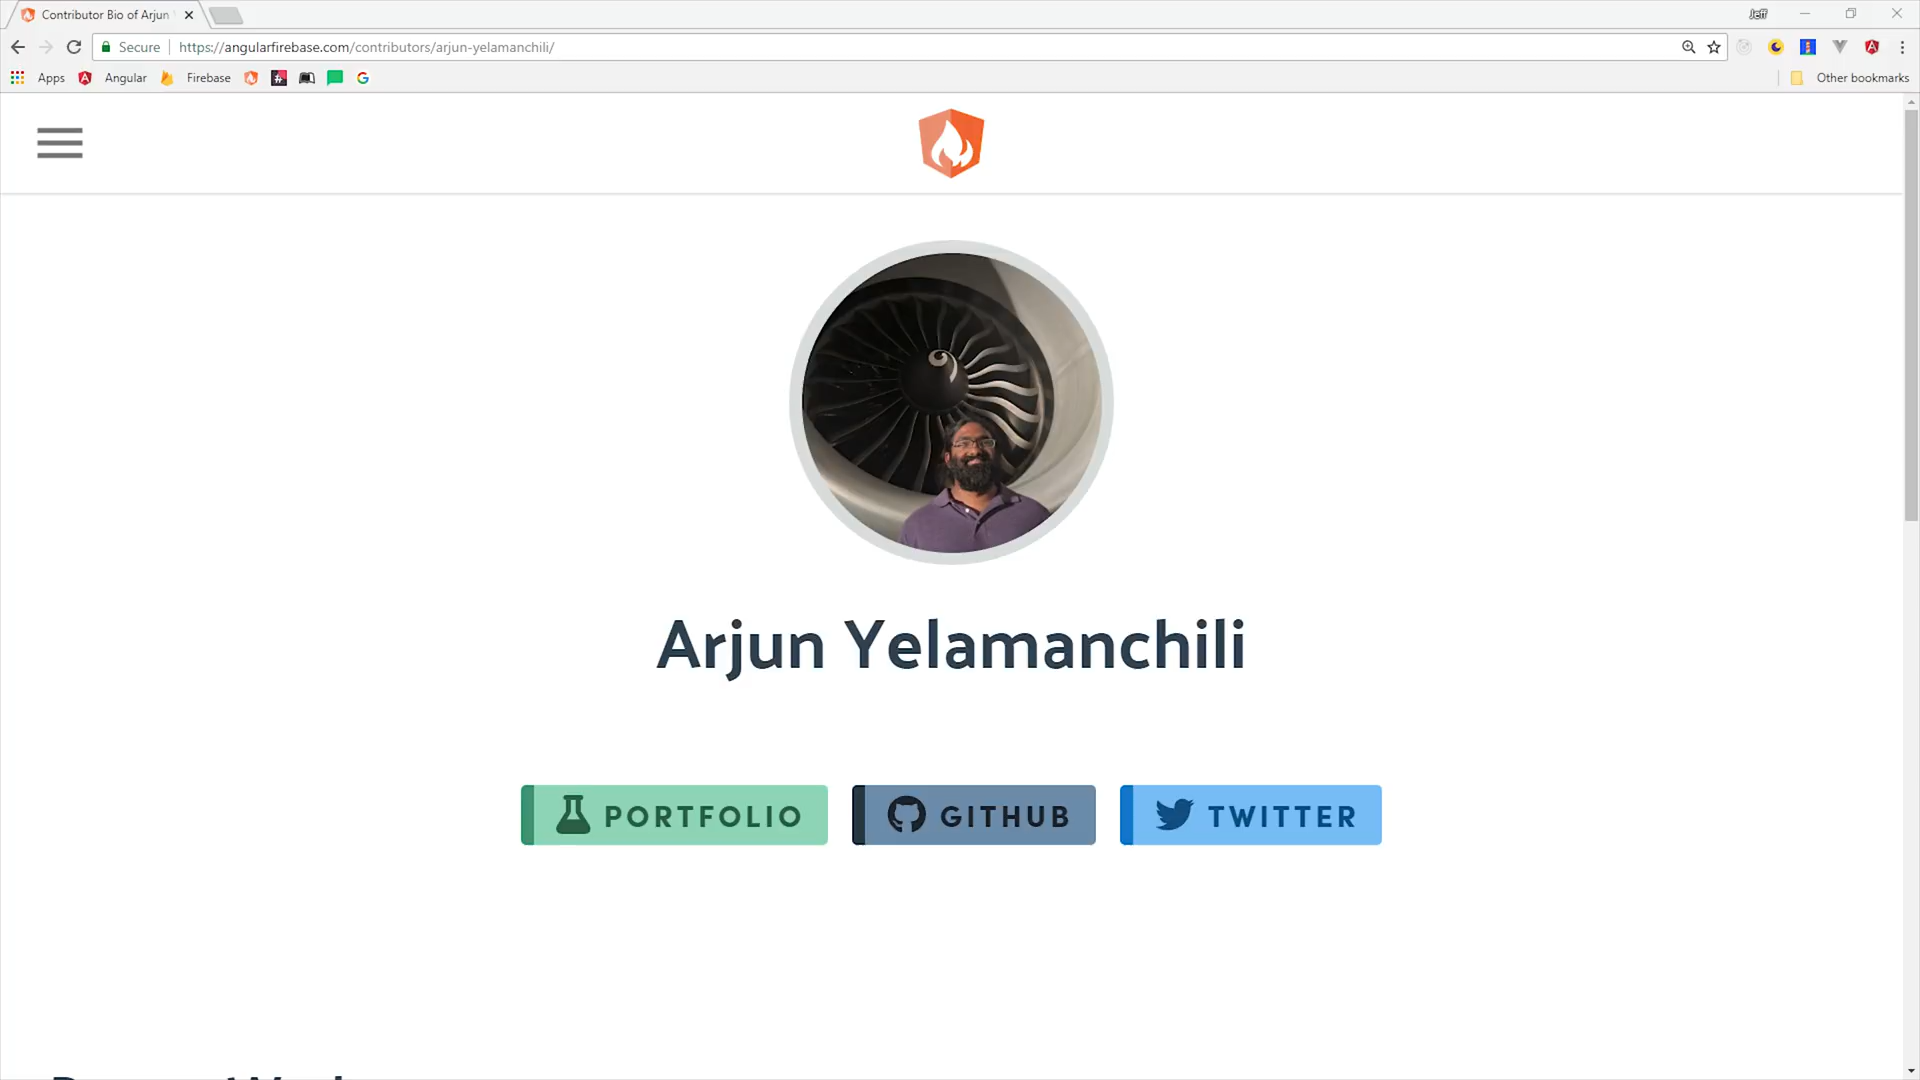 Contributor Bio of Arjun
Jeff
Secure
https://angularfirebase.com/contributors/arjun-yelamanchili/
Apps
Angular
Firebase
Other bookmarks
Arjun Yelamanchili
PORTFOLIO
GITHUB
TWITTER